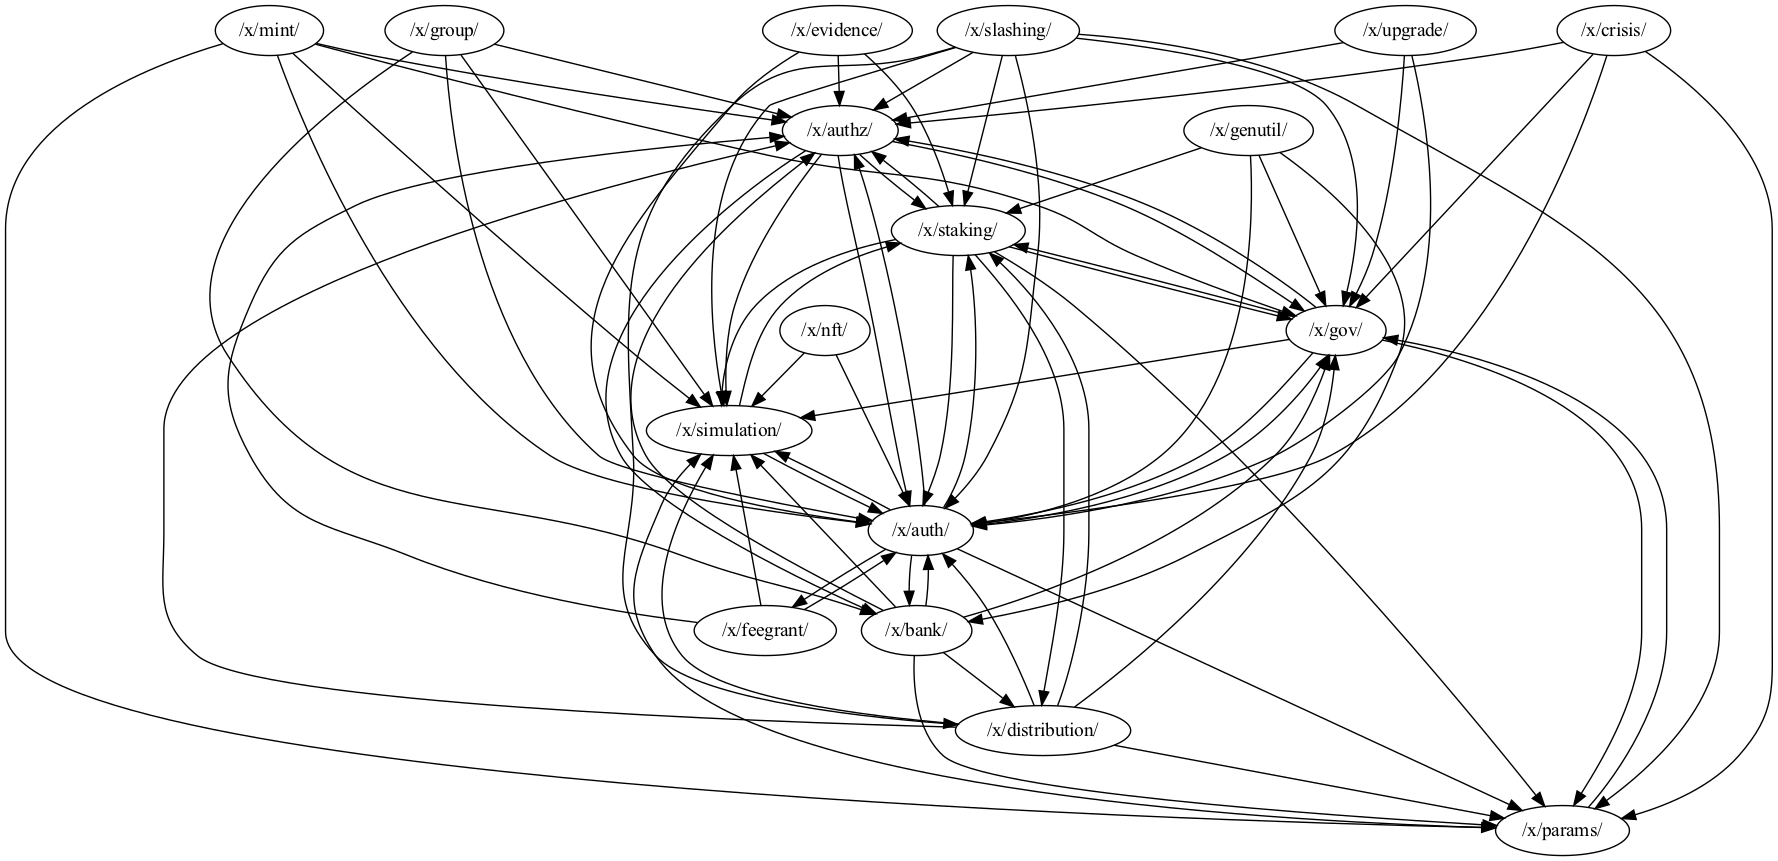 /x/mint/
/x/group/
/x/evidence/
/x/slashing/
/x/upgrade/
/x/crisis/
/x/authz/
/x/genutil/
/x/staking/
/x/nft/
/x/gov/
/x/simulation/
/x/auth/
/x/feegrant/
/x/bank/
/x/distribution/
/x/params/